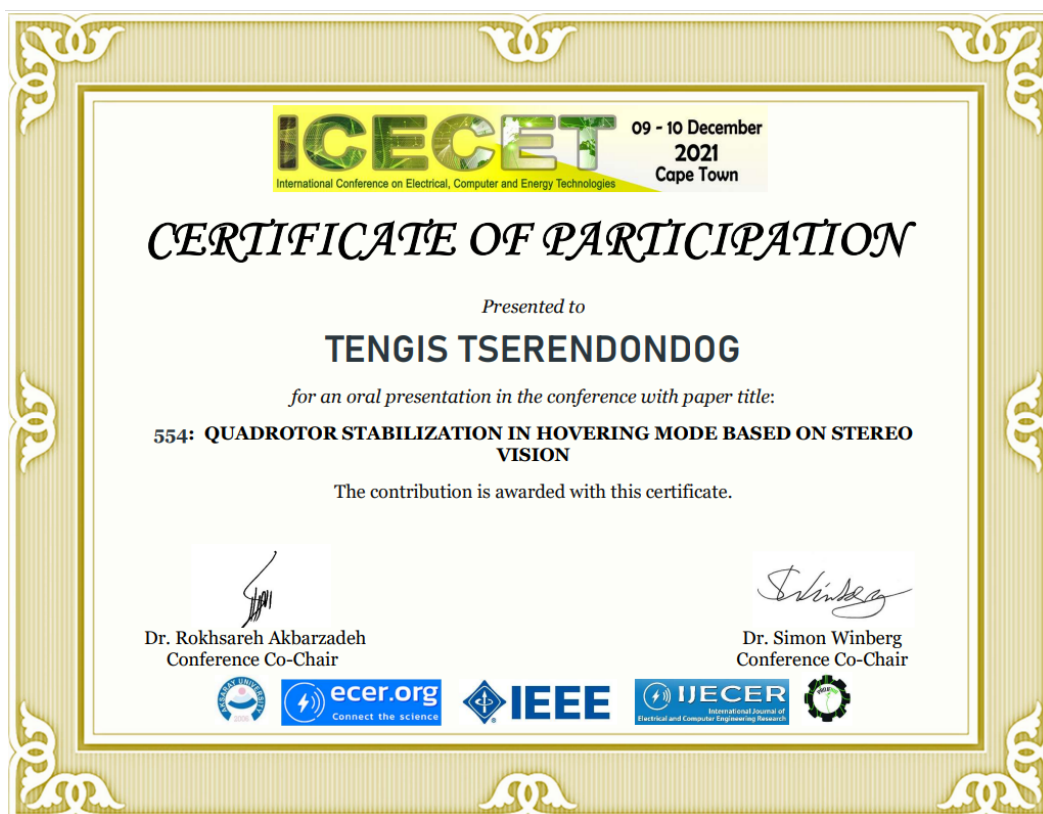 ICECET
International Conference on Electrical, Computer and Energy Technologies
09 - 10 December
2021
Cape Town
CERTIFICATE OF PARTICIPATION
Presented to
TENGIS TSERENDONDOG
for an oral presentation in the conference with paper title:
554: QUADROTOR STABILIZATION IN HOVERING MODE BASED ON STEREO
VISION
The contribution is awarded with this certificate.
Dr. Rokhsareh Akbarzadeh
Conference Co-Chair
Dr. Simon Winberg
Conference Co-Chair
AKSARAY UNIVERSITY
2006
ecer.org
Connect the science
IEEE
IJECER
International Journal of
Electrical and Computer Engineering Research